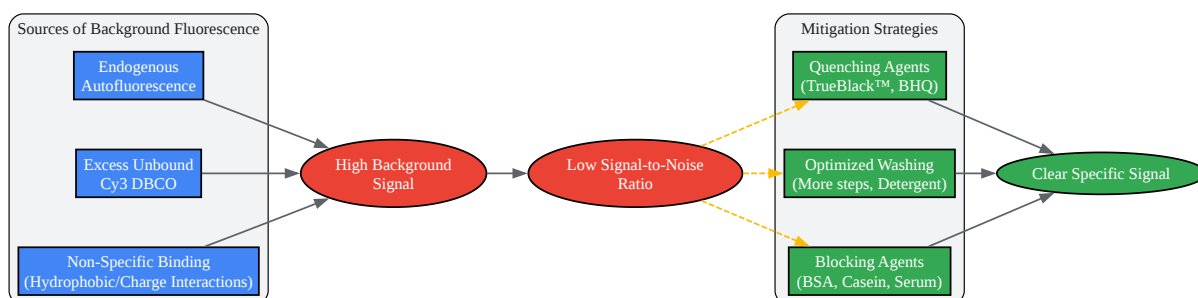 Sources of Background Fluorescence
Endogenous
Autofluorescence
Excess Unbound
Cy3 DBCO
Non-Specific Binding
(Hydrophobic/Charge Interactions)
High Background
Signal
Low Signal-to-Noise
Ratio
Mitigation Strategies
Quenching Agents
(TrueBlack™, BHQ)
Optimized Washing
(More steps, Detergent)
Blocking Agents
(BSA, Casein, Serum)
Clear Specific Signal